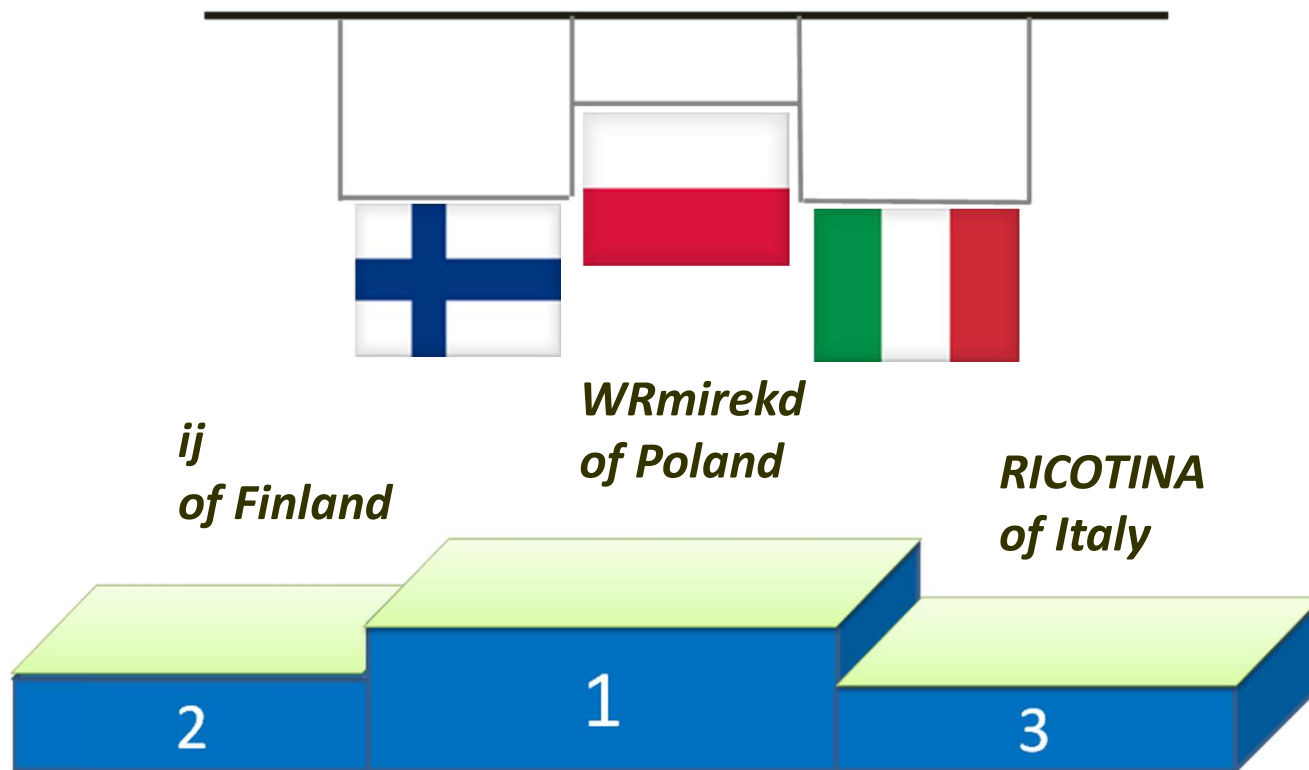 WRmirekd
of Poland
ij
of Finland
RICOTINA
of Italy
2
1
3